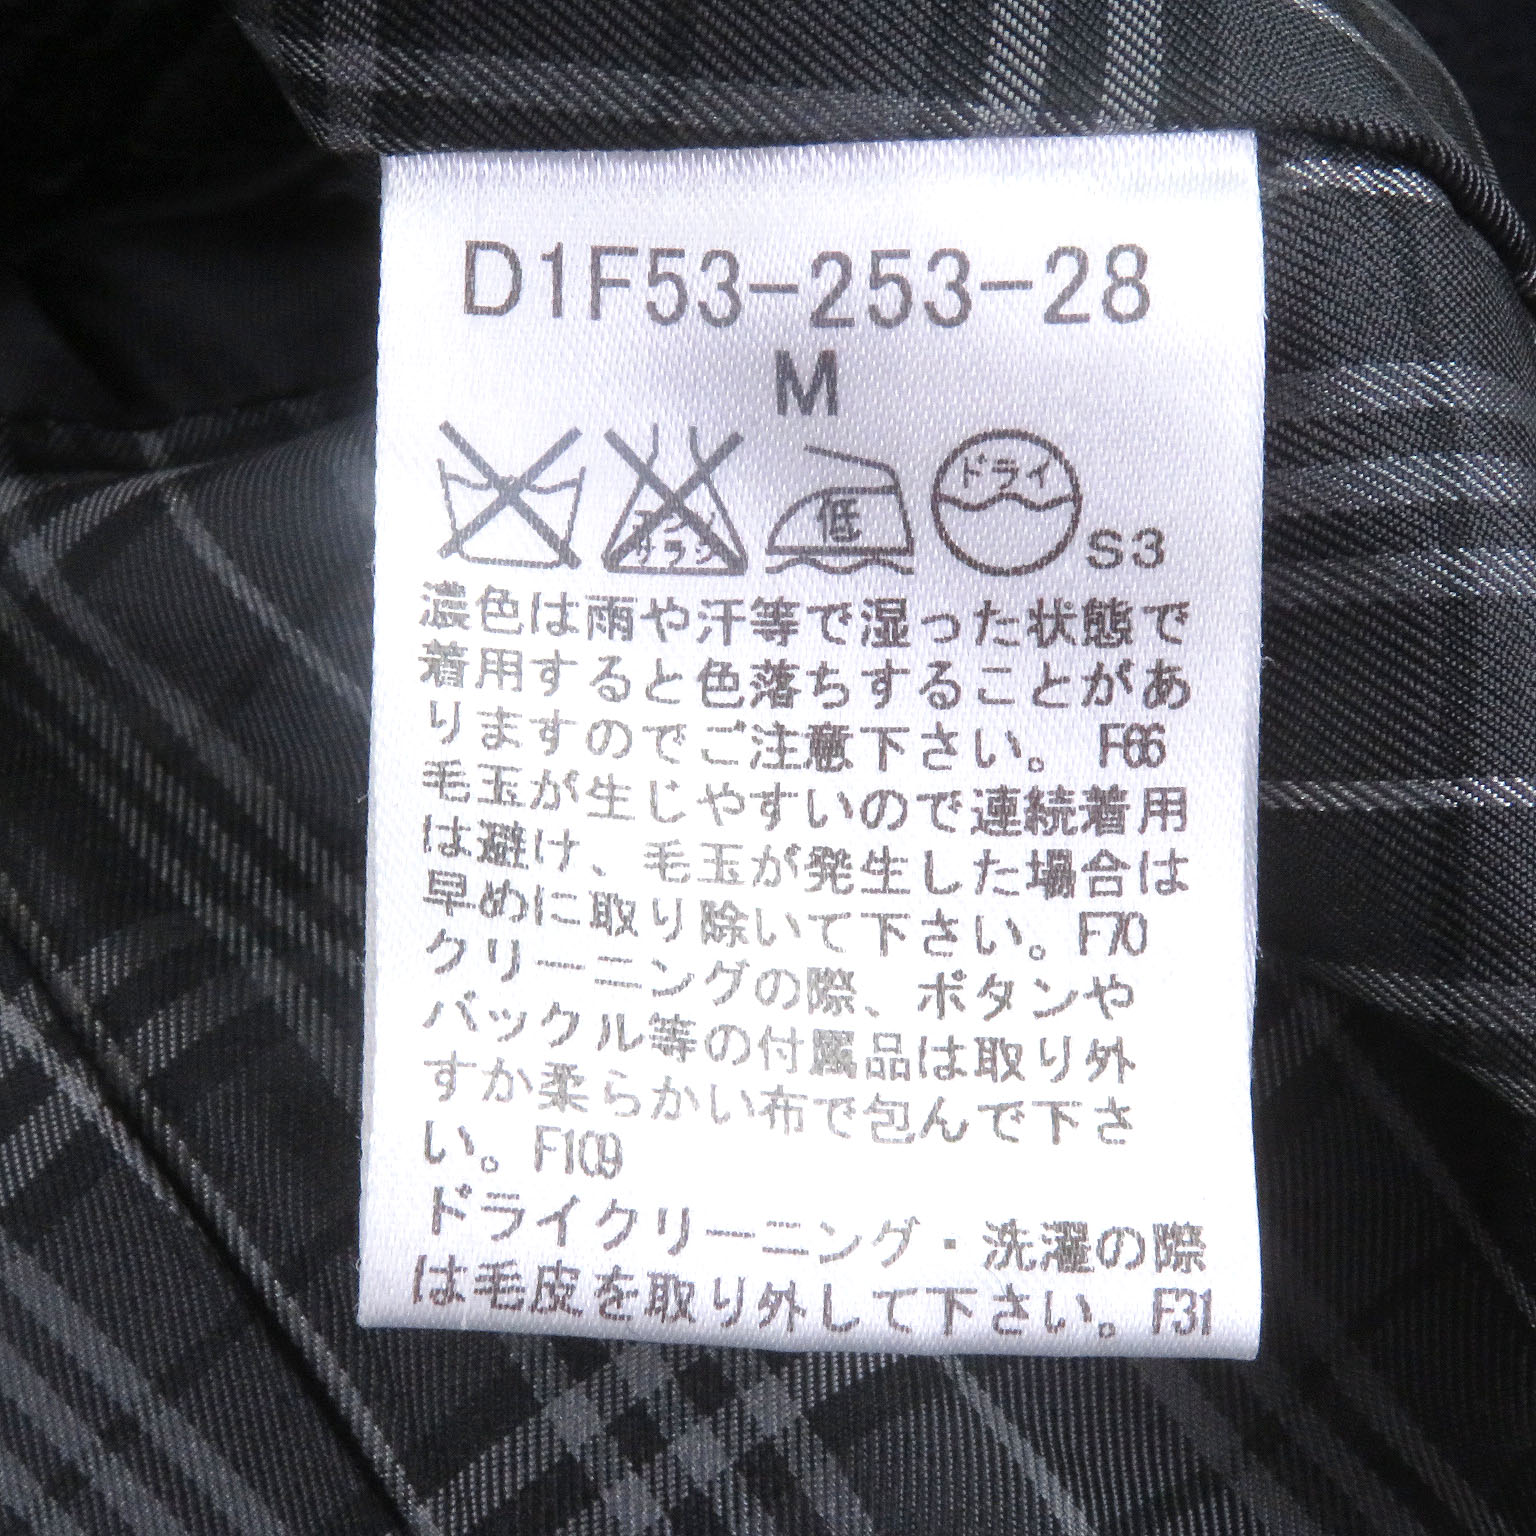 D1F53-253-28
M
エンソ
サラシ
低
ドライ
S3
濃色は雨や汗等で湿った状態で
着用すると色落ちすることがあ
りますのでご注意下さい。F66
毛玉が生じやすいので連続着用
は避け、毛玉が発生した場合は
早めに取り除いて下さい。F70
クリーニングの際、ボタンや
バックル等の付属品は取り外
すか柔らかい布で包んで下さ
い。F109
ドライクリーニング・洗濯の際
は毛皮を取り外して下さい。F31